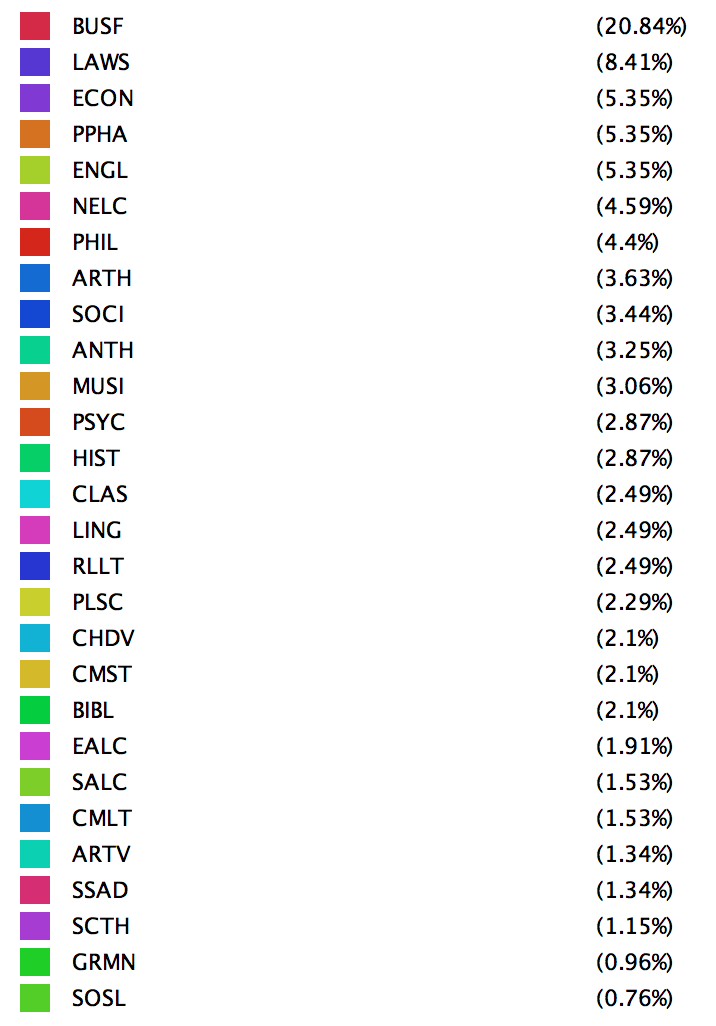 BUSF (20.84%)
LAWS (8.41%)
ECON (5.35%)
PPHA (5.35%)
ENGL (5.35%)
NELC (4.59%)
PHIL (4.4%)
ARTH (3.63%)
SOCI (3.44%)
ANTH (3.25%)
MUSI (3.06%)
PSYC (2.87%)
HIST (2.87%)
CLAS (2.49%)
LING (2.49%)
RLLT (2.49%)
PLSC (2.29%)
CHDV (2.1%)
CMST (2.1%)
BIBL (2.1%)
EALC (1.91%)
SALC (1.53%)
CMLT (1.53%)
ARTV (1.34%)
SSAD (1.34%)
SCTH (1.15%)
GRMN (0.96%)
SOSL (0.76%)